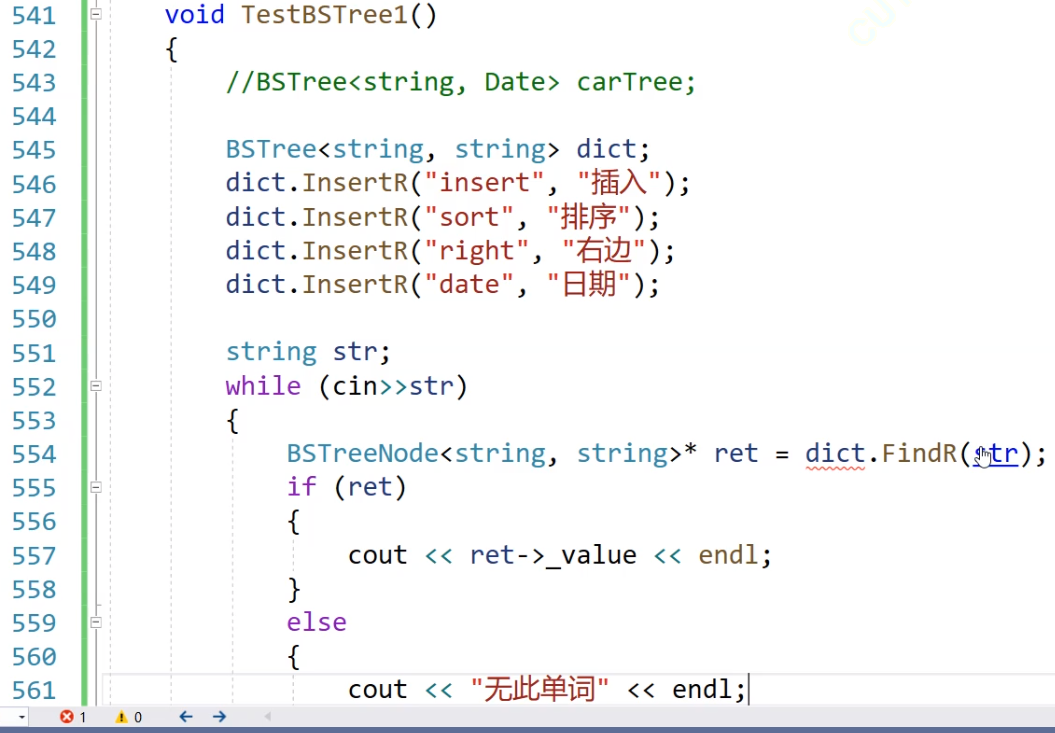 541 void TestBSTree1()
542 {
543 //BSTree<string, Date> carTree;
544
545 BSTree<string, string> dict;
546 dict.InsertR("insert", "插入");
547 dict.InsertR("sort", "排序");
548 dict.InsertR("right", "右边");
549 dict.InsertR("date", "日期");
550
551 string str;
552 while (cin>>str)
553 {
554 BSTreeNode<string, string>* ret = dict.FindR(str);
555 if (ret)
556 {
557 cout << ret->_value << endl;
558 }
559 else
560 {
561 cout << "无此单词" << endl;
1 0